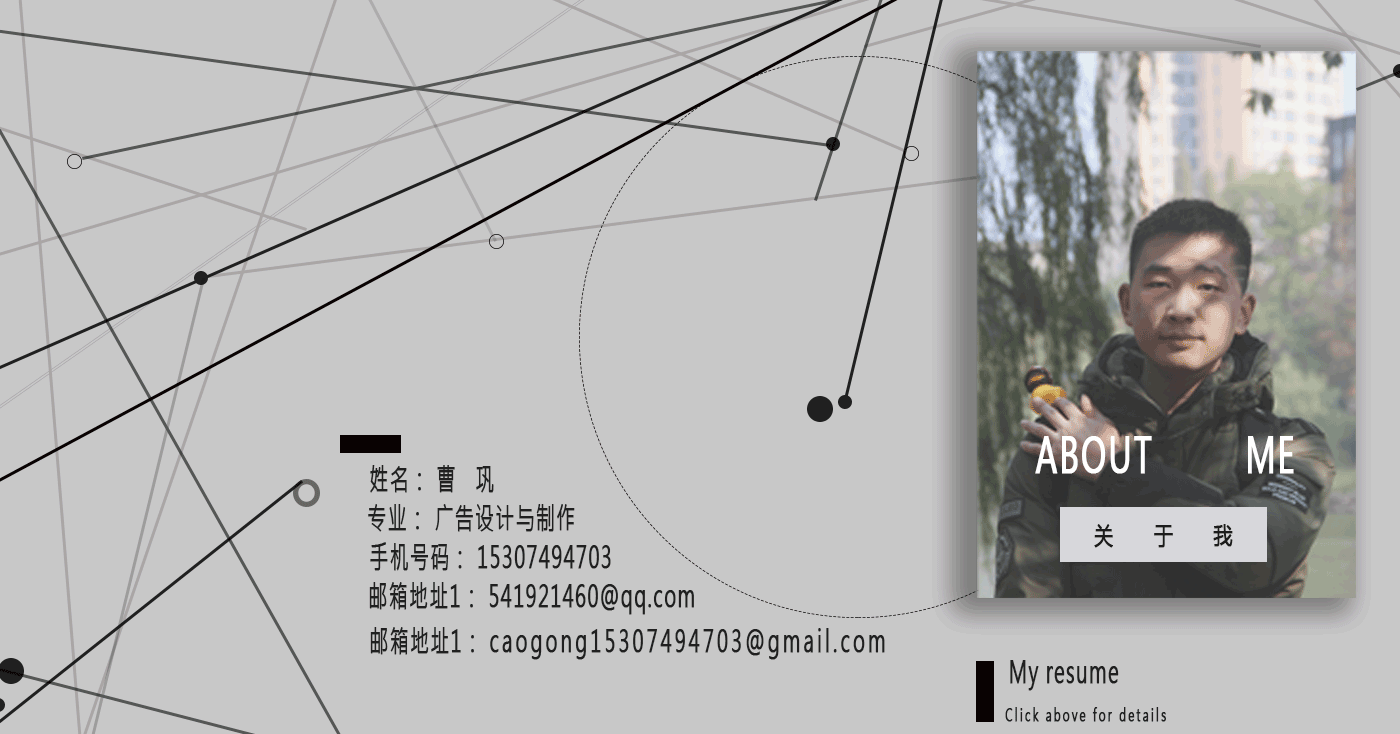 姓名： 曹 巩
专业： 广告设计与制作
手机号码： 15307494703
邮箱地址1： 541921460@qq.com
邮箱地址1： caogong15307494703@gmail.com
ABOUT ME
关 于 我
My resume
Click above for details